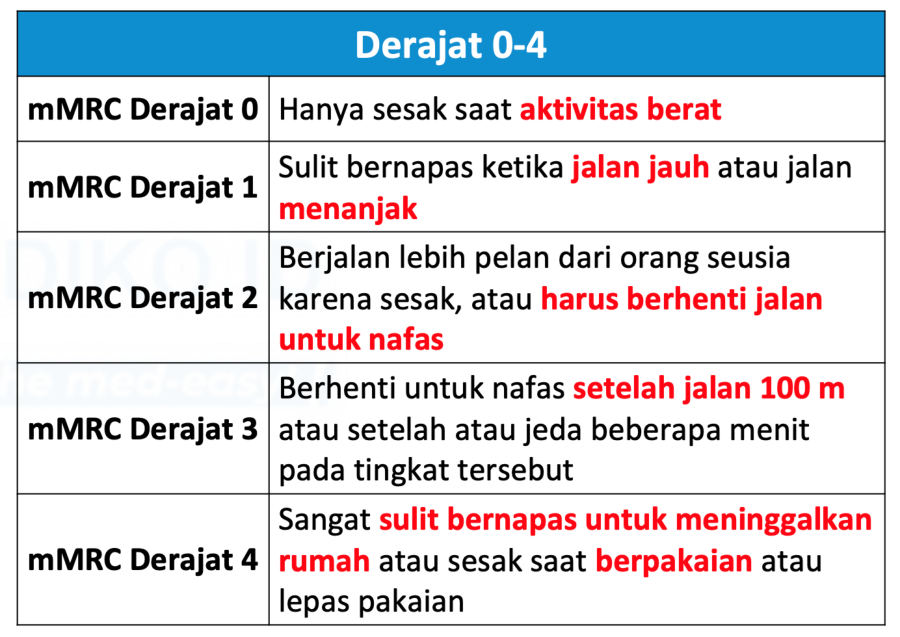 Derajat 0-4
mMRC Derajat 0
Hanya sesak saat aktivitas berat
mMRC Derajat 1
Sulit bernapas ketika jalan jauh atau jalan
menanjak
mMRC Derajat 2
Berjalan lebih pelan dari orang seusia
karena sesak, atau harus berhenti jalan
untuk nafas
mMRC Derajat 3
Berhenti untuk nafas setelah jalan 100 m
atau setelah atau jeda beberapa menit
pada tingkat tersebut
mMRC Derajat 4
Sangat sulit bernapas untuk meninggalkan
rumah atau sesak saat berpakaian atau
lepas pakaian